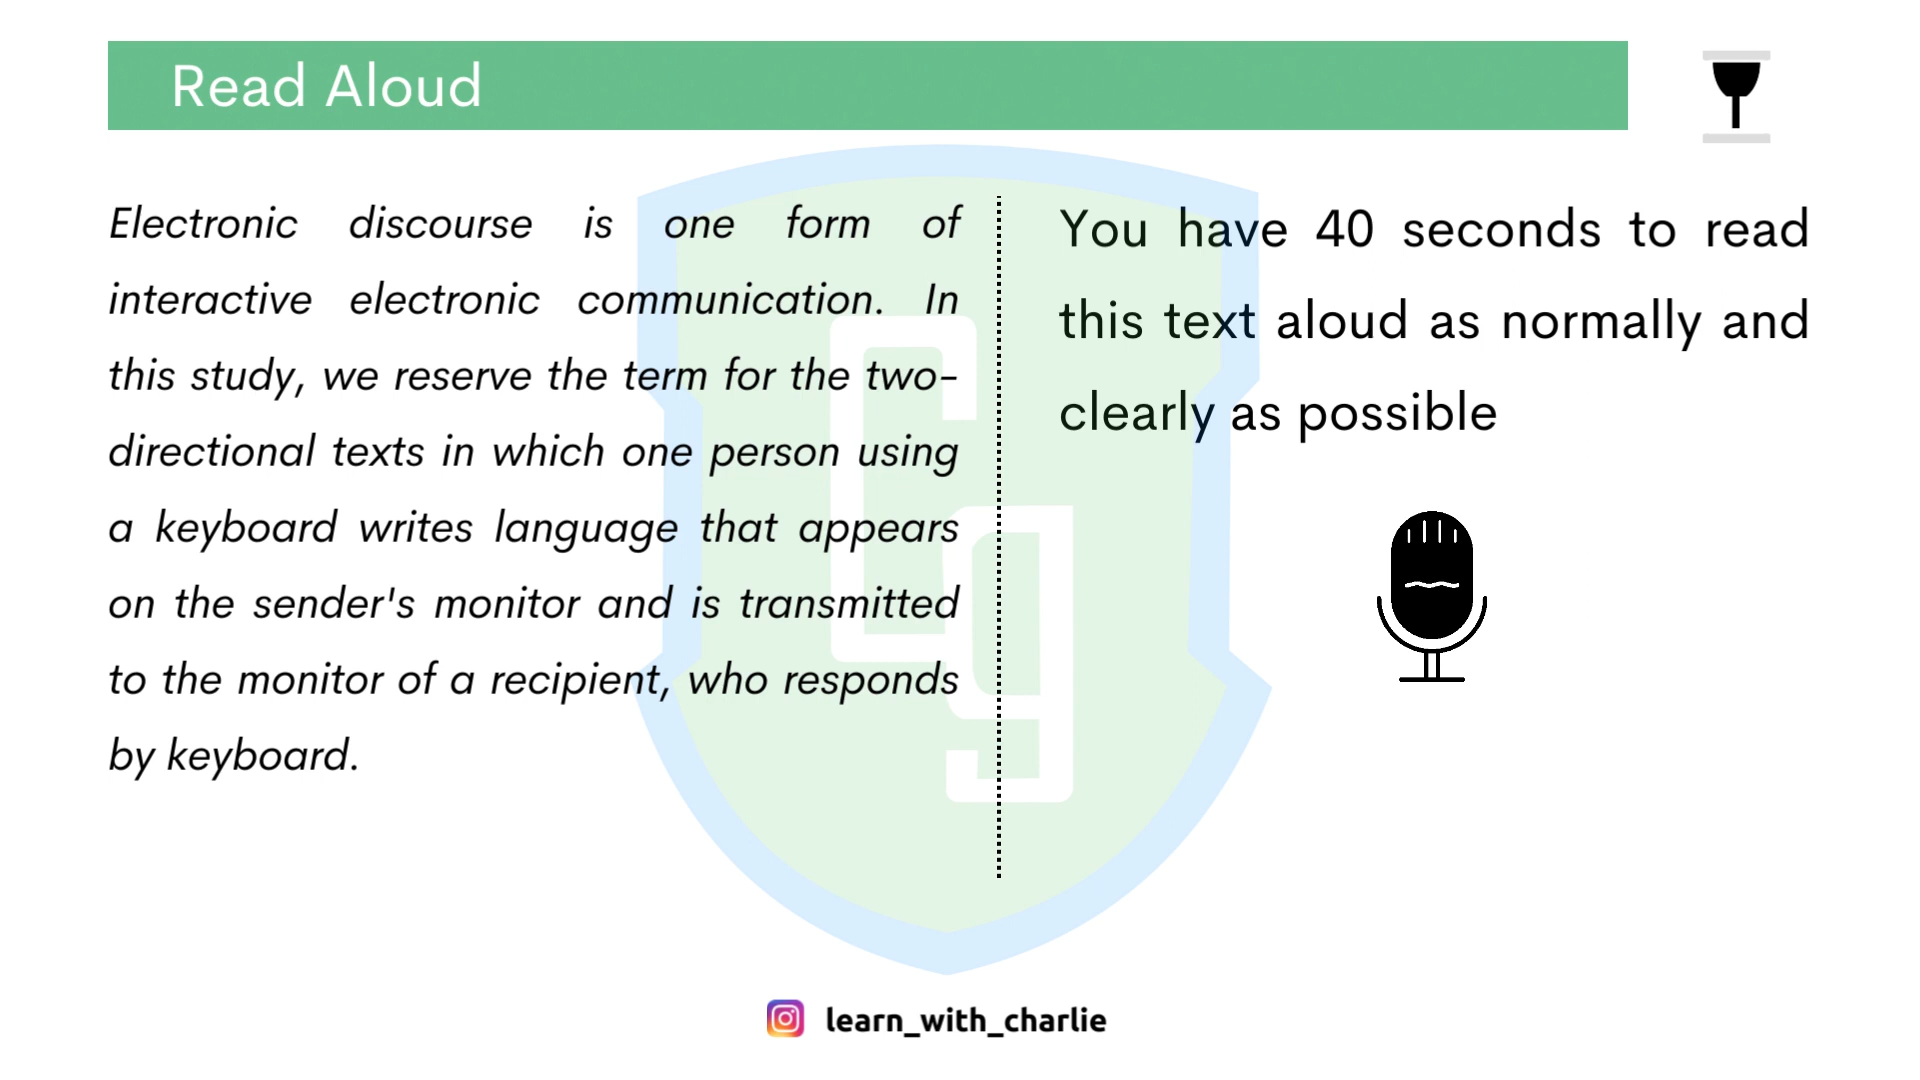 Read Aloud
Electronic discourse is one form of
interactive electronic communication. In
this study, we reserve the term for the two-
directional texts in which one person using
a keyboard writes language that appears
on the sender's monitor and is transmitted
to the monitor of a recipient, who responds
by keyboard.
You have 40 seconds to read
this text aloud as normally and
clearly as possible
Cg
learn_with_charlie